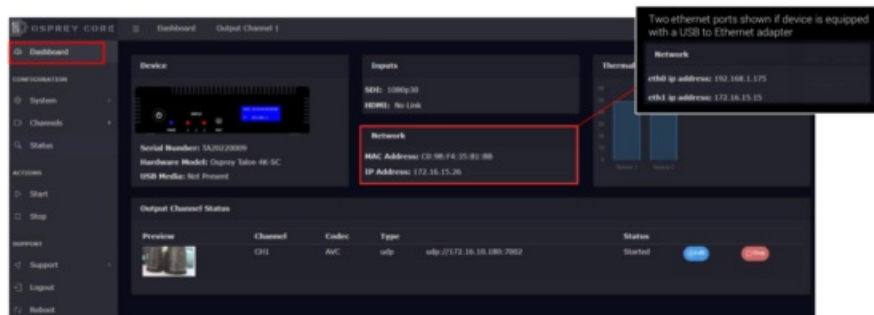 OSPREY CORE
Dashboard
Output Channel 1
Two ethernet ports shown if device is equipped
with a USB to Ethernet adapter
Network
eth0 ip address: 192.168.1.175
eth1 ip address: 172.16.15.15
Dashboard
CONFIGURATION
System
Channels
Status
ACTIONS
Start
Stop
SUPPORT
Support
Logout
Reboot
Device
Serial Number: TA20220009
Hardware Model: Osprey Talon 4K-SC
USB Media: Not Present
Inputs
SDI: 1080p30
HDMI: No Link
Network
MAC Address: C0:9B:F4:35:B1:BB
IP Address: 172.16.15.26
Thermal
Output Channel Status
Preview Channel Codec Type Status
CH1 AVC udp udp://172.16.10.180:7002 Started Edit Stop